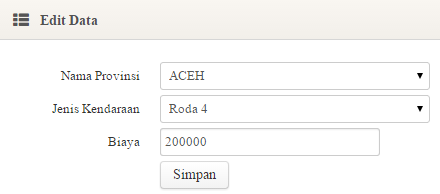 Edit Data
Nama Provinsi ACEH
Jenis Kendaraan Roda 4
Biaya 200000
Simpan